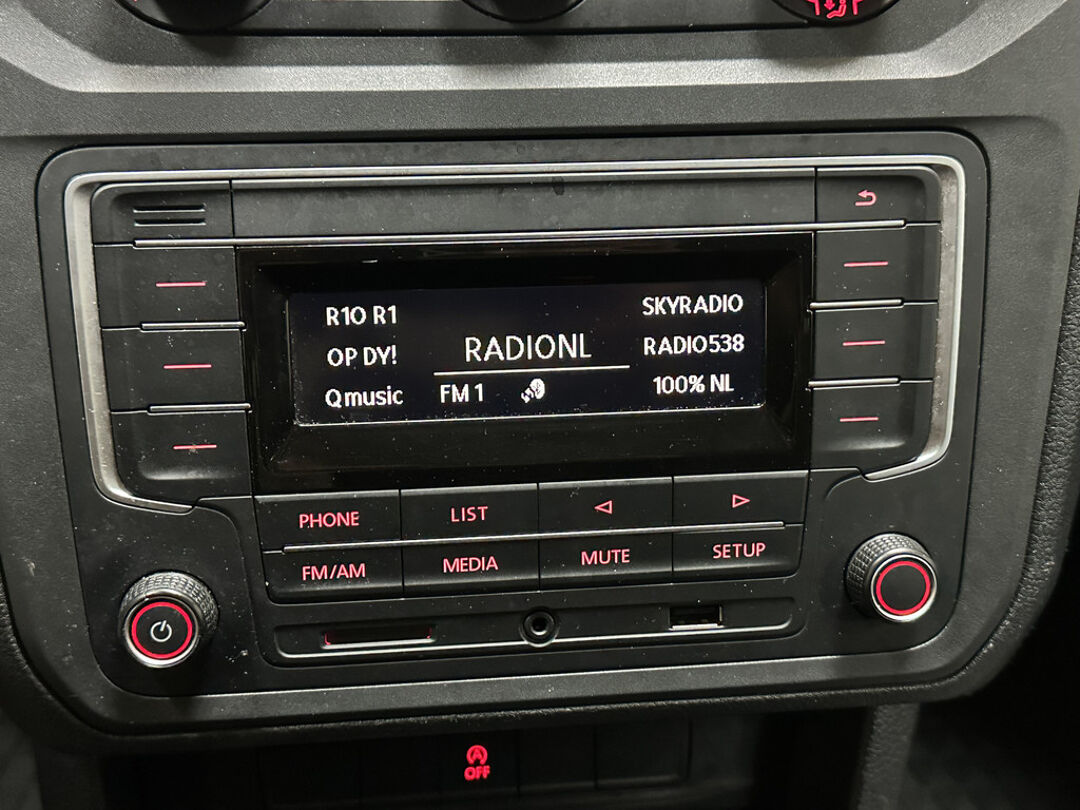 R10 R1
OP DY!
Qmusic
RADIONL
FM 1
SKYRADIO
RADIO538
100% NL
PHONE
LIST
FM/AM
MEDIA
MUTE
SETUP
A
OFF